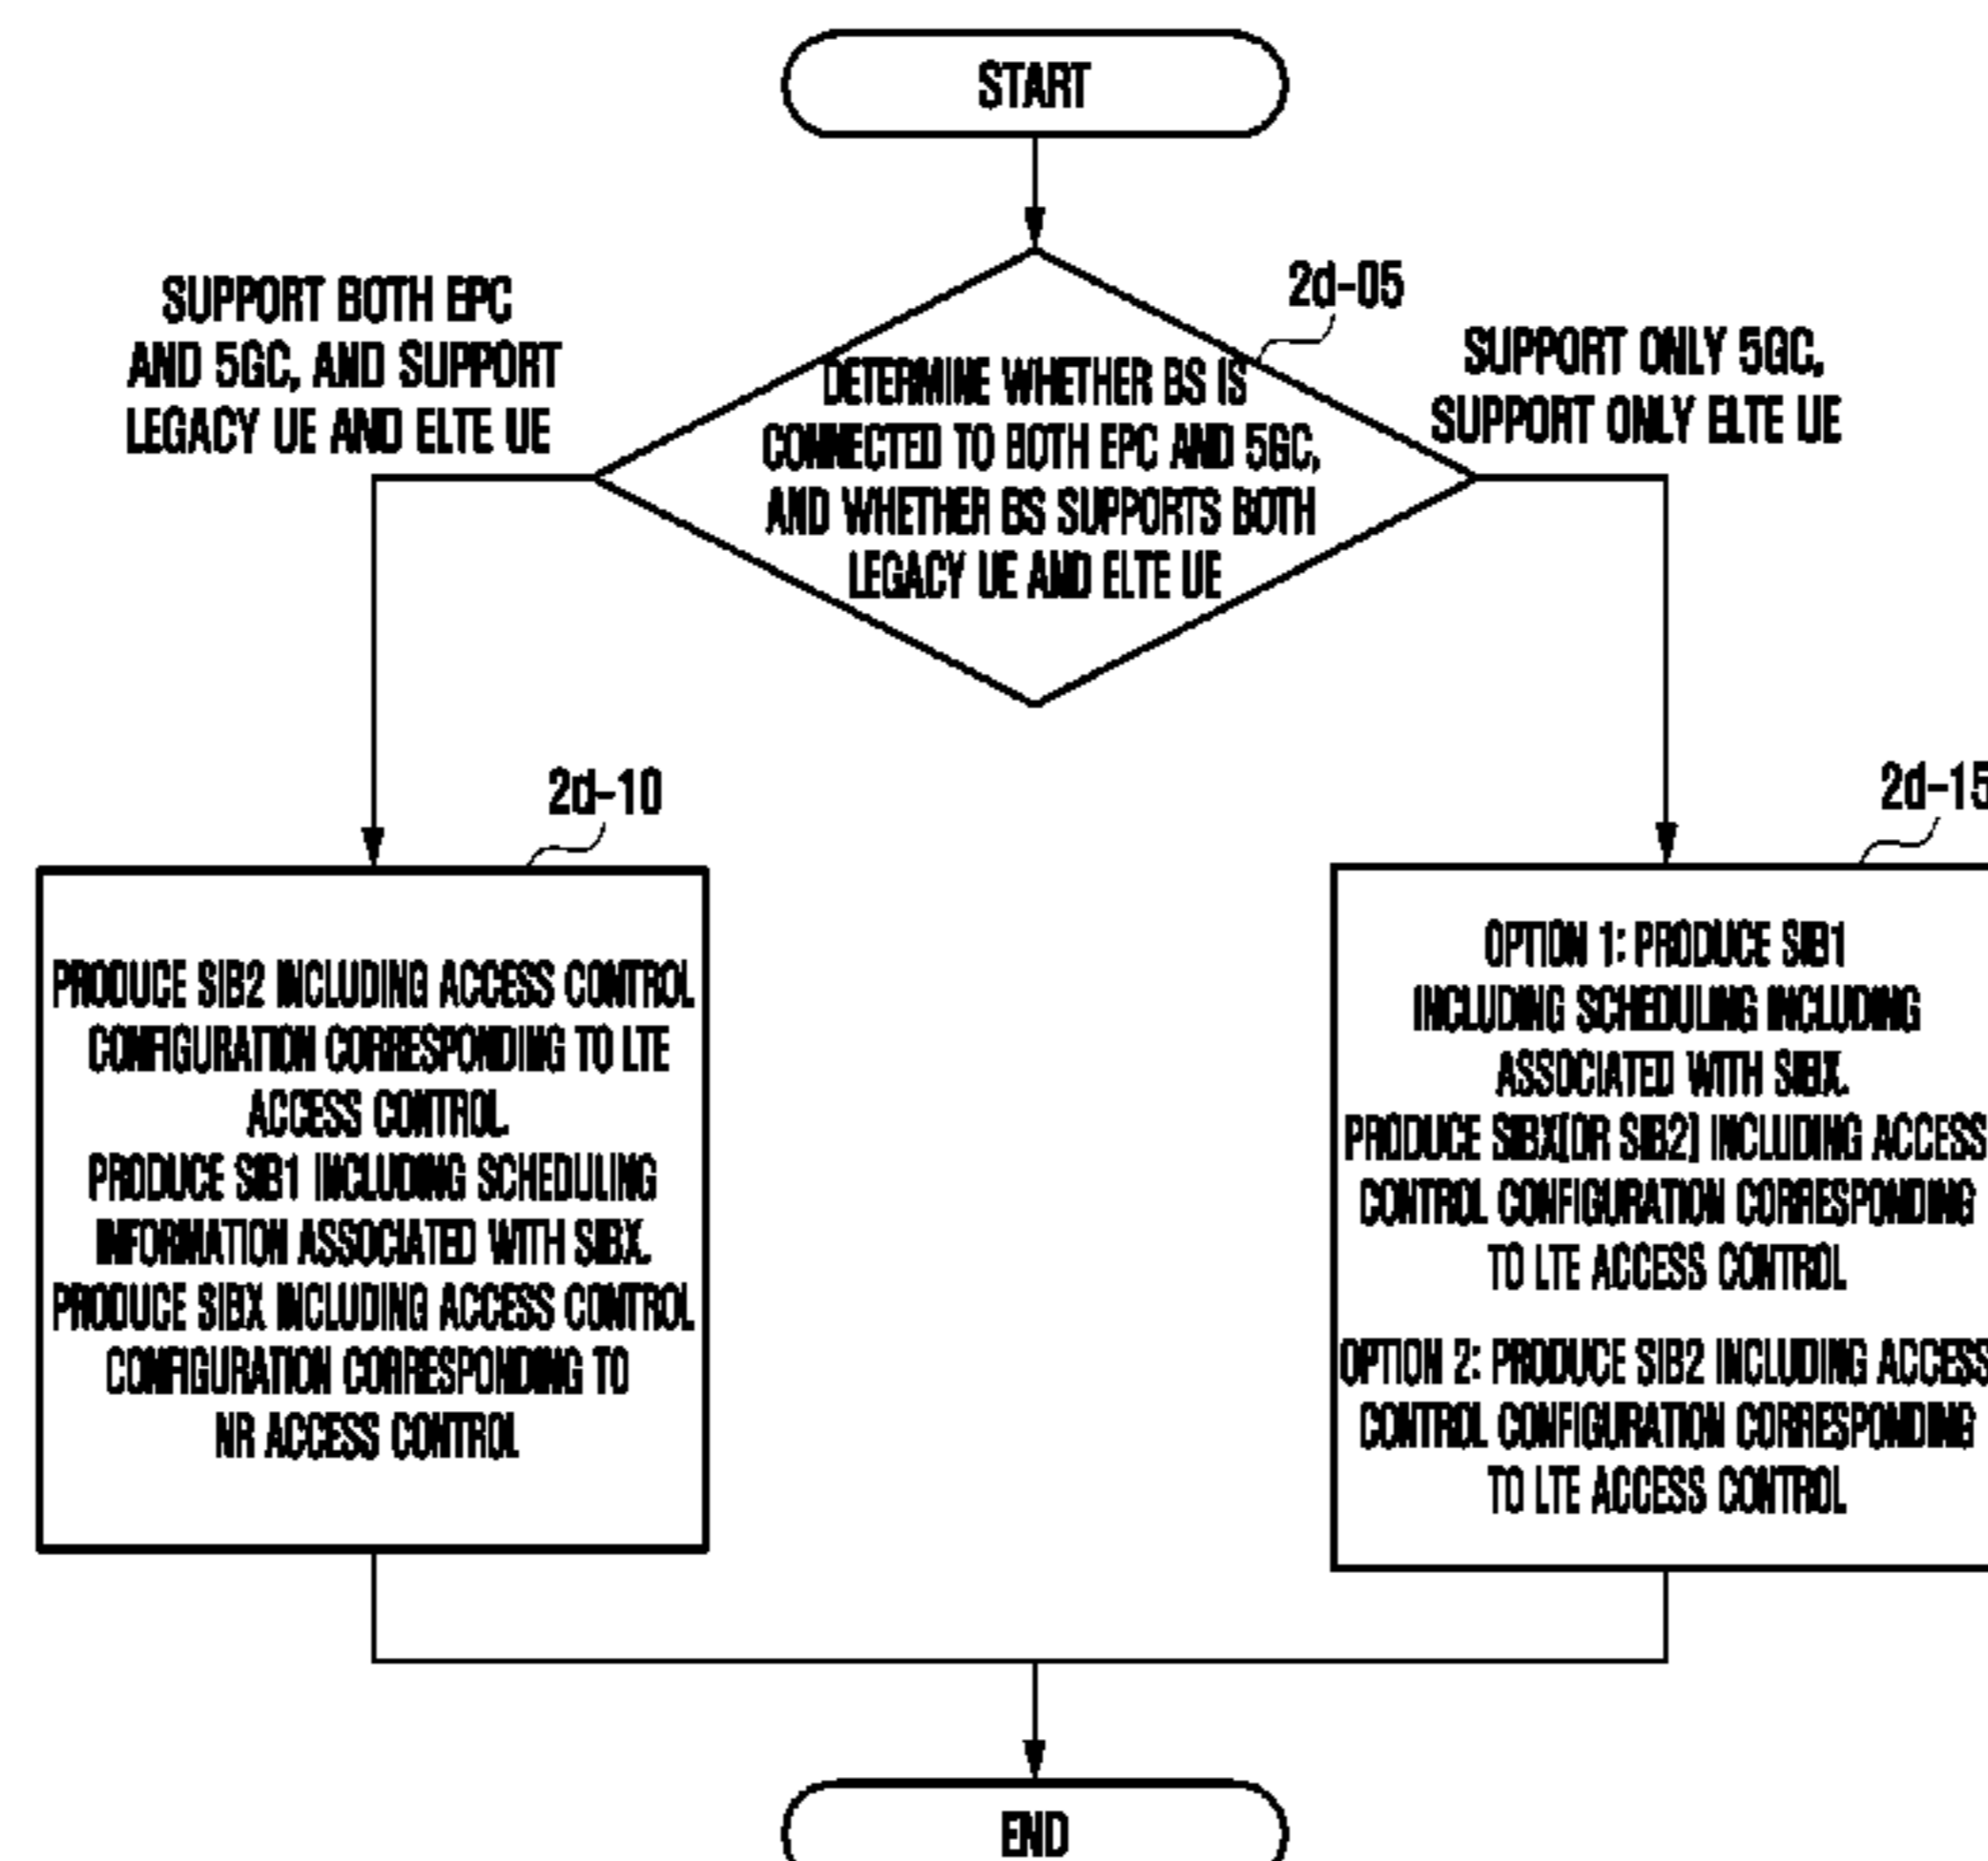 START
2d-05
SUPPORT BOTH EPC
AND 5GC, AND SUPPORT
LEGACY UE AND ELTE UE
DETERMINE WHETHER BS IS
CONNECTED TO BOTH EPC AND 5GC,
AND WHETHER BS SUPPORTS BOTH
LEGACY UE AND ELTE UE
SUPPORT ONLY 5GC,
SUPPORT ONLY ELTE UE
2d-10
PRODUCE SIB2 INCLUDING ACCESS CONTROL
CONFIGURATION CORRESPONDING TO LTE
ACCESS CONTROL.
PRODUCE SIB1 INCLUDING SCHEDULING
INFORMATION ASSOCIATED WITH SIBX.
PRODUCE SIBX INCLUDING ACCESS CONTROL
CONFIGURATION CORRESPONDING TO
NR ACCESS CONTROL
2d-15
OPTION 1: PRODUCE SIB1
INCLUDING SCHEDULING INCLUDING
ASSOCIATED WITH SIBX.
PRODUCE SIBX[OR SIB2] INCLUDING ACCESS
CONTROL CONFIGURATION CORRESPONDING
TO LTE ACCESS CONTROL
OPTION 2: PRODUCE SIB2 INCLUDING ACCESS
CONTROL CONFIGURATION CORRESPONDING
TO LTE ACCESS CONTROL
END